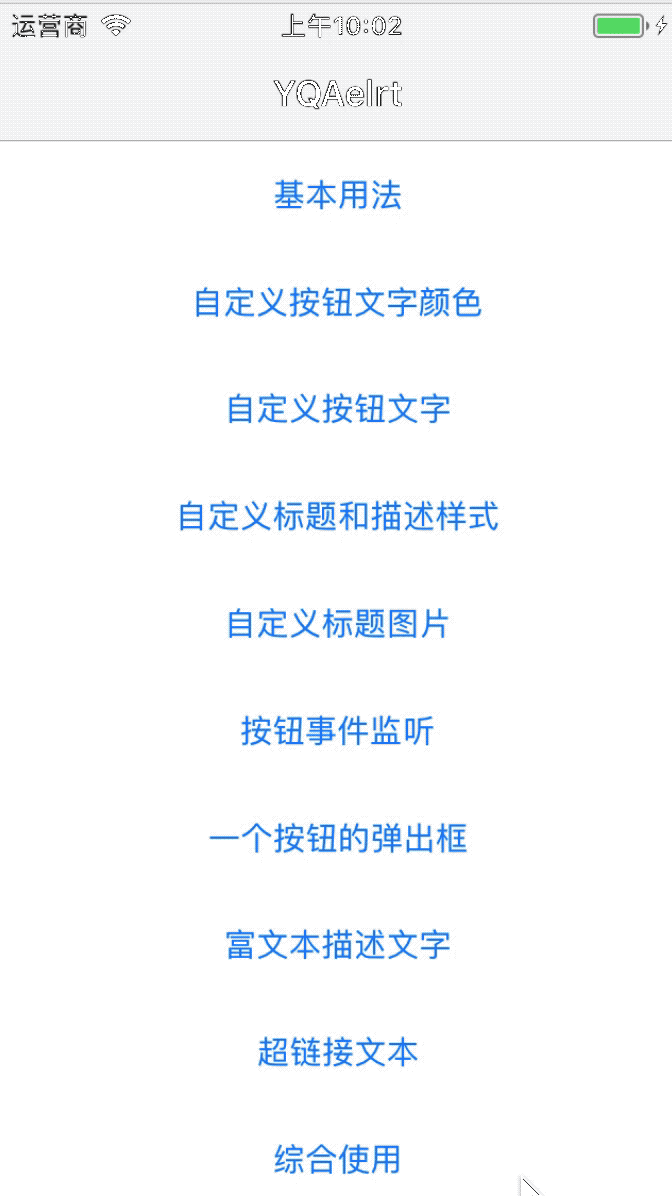 运营商 上午10:02
YQAelrt
基本用法
自定义按钮文字颜色
自定义按钮文字
自定义标题和描述样式
自定义标题图片
按钮事件监听
一个按钮的弹出框
富文本描述文字
超链接文本
综合使用